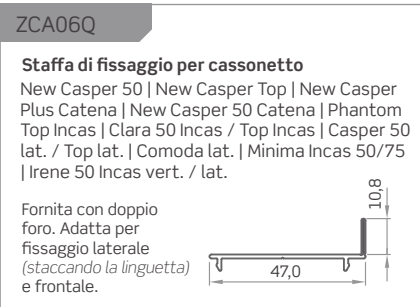 ZCA06Q
Staffa di fissaggio per cassonetto
New Casper 50 | New Casper Top | New Casper
Plus Catena | New Casper 50 Catena | Phantom
Top Incas | Clara 50 Incas / Top Incas | Casper 50
lat. / Top lat. | Comoda lat. | Minima Incas 50/75
| Irene 50 Incas vert. / lat.
Fornita con doppio
foro. Adatta per
fissaggio laterale
(staccando la linguetta)
e frontale.
10,8
47,0